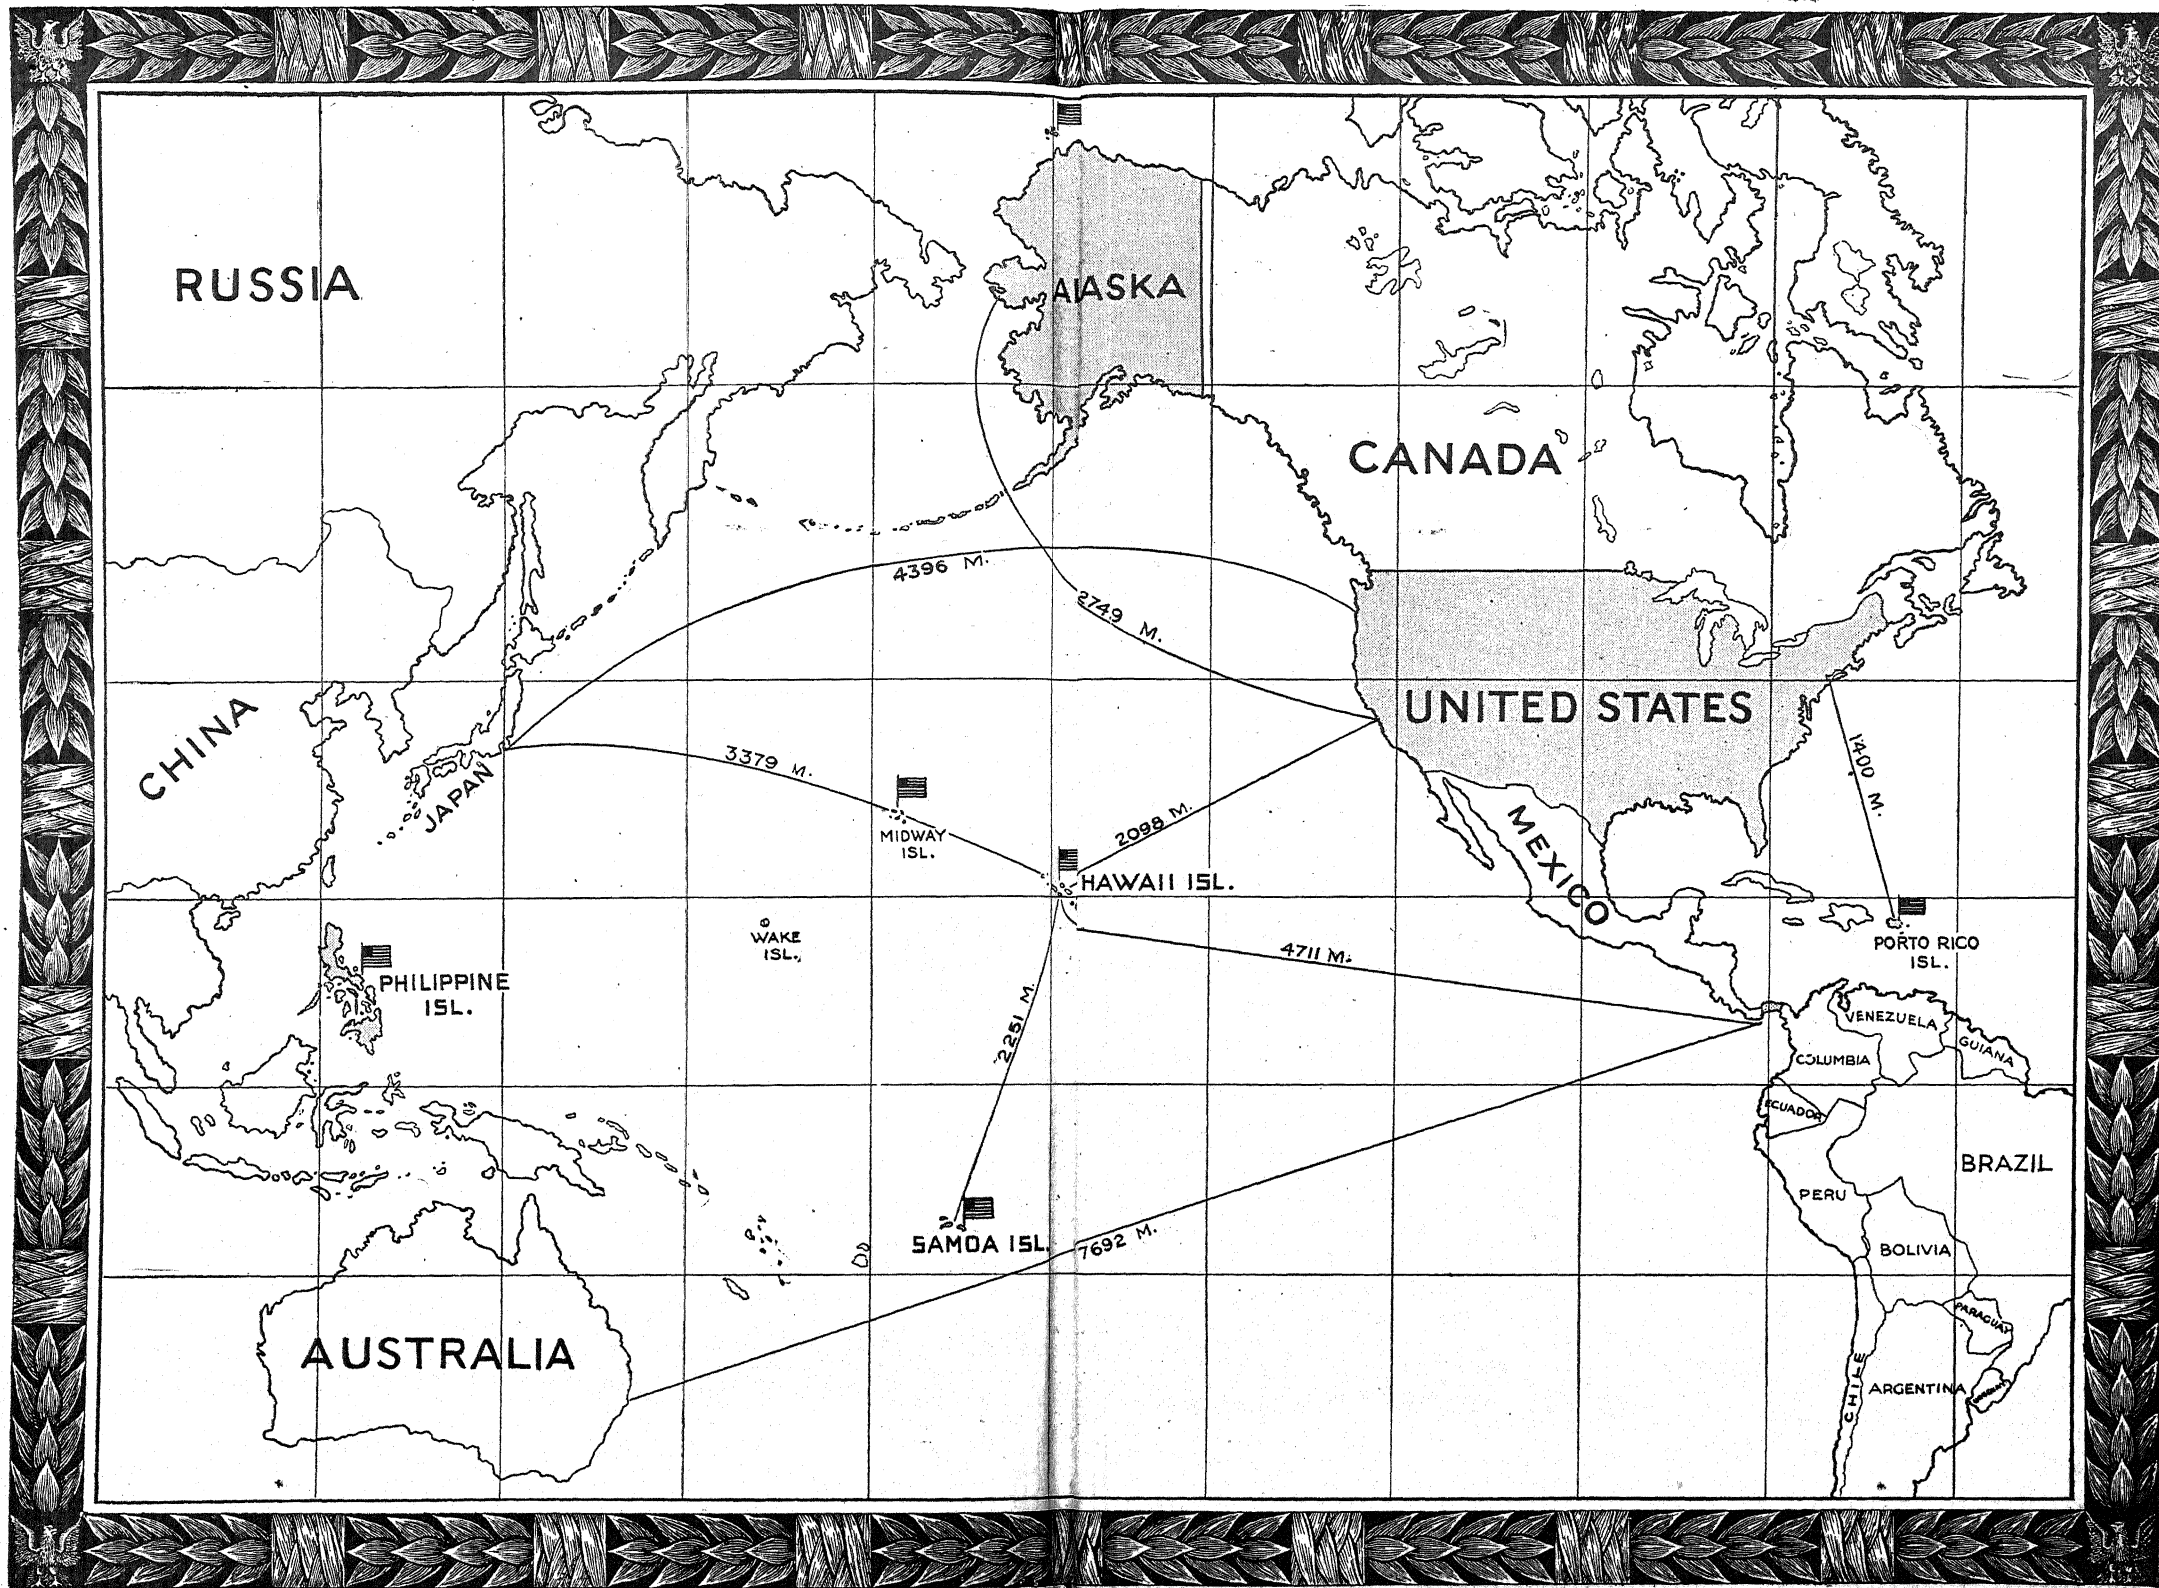 RUSSIA
ALASKA
CANADA
4396 M.
2749 M.
CHINA
UNITED STATES
JAPAN
3379 M.
1400 M.
MIDWAY
ISL.
2098 M.
MEXICO
HAWAII ISL.
WAKE
ISL.
PHILIPPINE
ISL.
4711 M.
PORTO RICO
ISL.
2251 M.
VENEZUELA
COLUMBIA
GUIANA
ECUADOR
BRAZIL
PERU
SAMOA ISL.
7692 M.
BOLIVIA
PARAGUAY
AUSTRALIA
CHILE
ARGENTINA